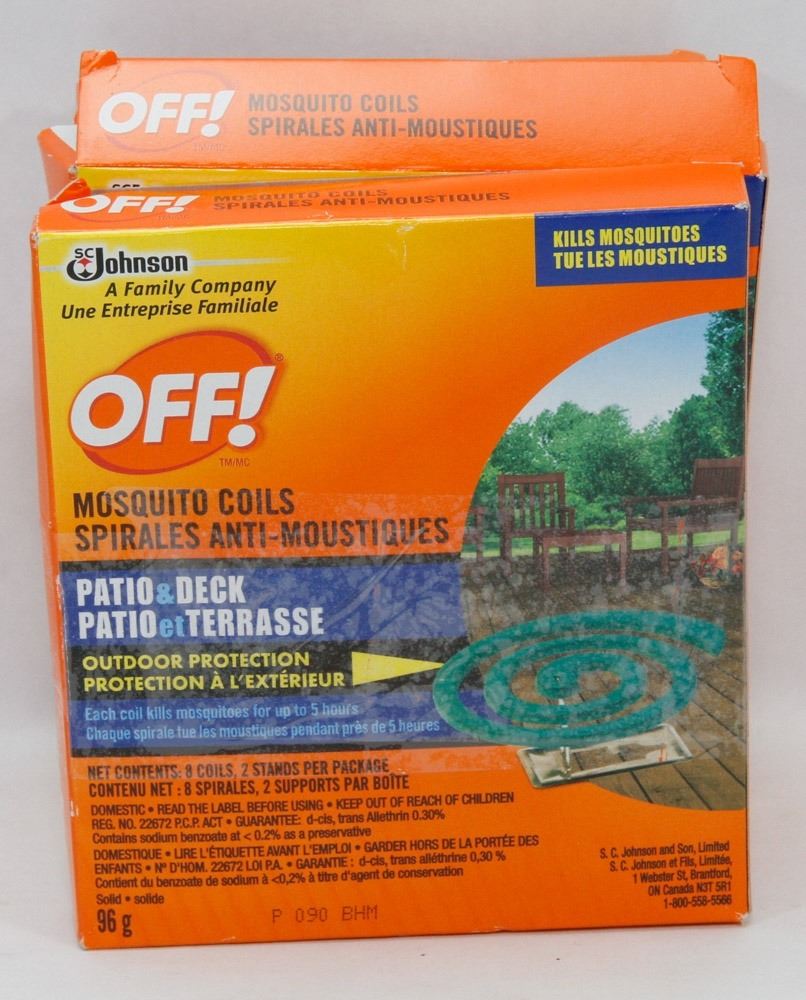 OFF! MOSQUITO COILS
SPIRALES ANTI-MOUSTIQUES
TM/MC
OFF! MOSQUITO COILS
SPIRALES ANTI-MOUSTIQUES
KILLS MOSQUITOES
TUE LES MOUSTIQUES
SC Johnson
A Family Company
Une Entreprise Familiale
OFF!®
TM/MC
MOSQUITO COILS
SPIRALES ANTI-MOUSTIQUES
PATIO & DECK
PATIO et TERRASSE
OUTDOOR PROTECTION
PROTECTION À L'EXTÉRIEUR
Each coil kills mosquitoes for up to 5 hours
Chaque spirale tue les moustiques pendant près de 5 heures
NET CONTENTS: 8 COILS, 2 STANDS PER PACKAGE
CONTENU NET : 8 SPIRALES, 2 SUPPORTS PAR BOÎTE
DOMESTIC • READ THE LABEL BEFORE USING • KEEP OUT OF REACH OF CHILDREN
REG. NO. 22672 P.C.P. ACT • GUARANTEE: d-cis, trans Allethrin 0.30%
Contains sodium benzoate at < 0.2% as a preservative
DOMESTIQUE • LIRE L'ÉTIQUETTE AVANT L'EMPLOI • GARDER HORS DE LA PORTÉE DES
ENFANTS • Nº D'HOM. 22672 LOI P.A. • GARANTIE : d-cis, trans alléthrine 0,30 %
Contient du benzoate de sodium à <0,2% à titre d'agent de conservation
Solid • solide
96 g
P 090 BHM
S. C. Johnson and Son, Limited
S. C. Johnson et Fils, Limitée,
1 Webster St, Brantford,
ON Canada N3T 5R1
1-800-558-5566